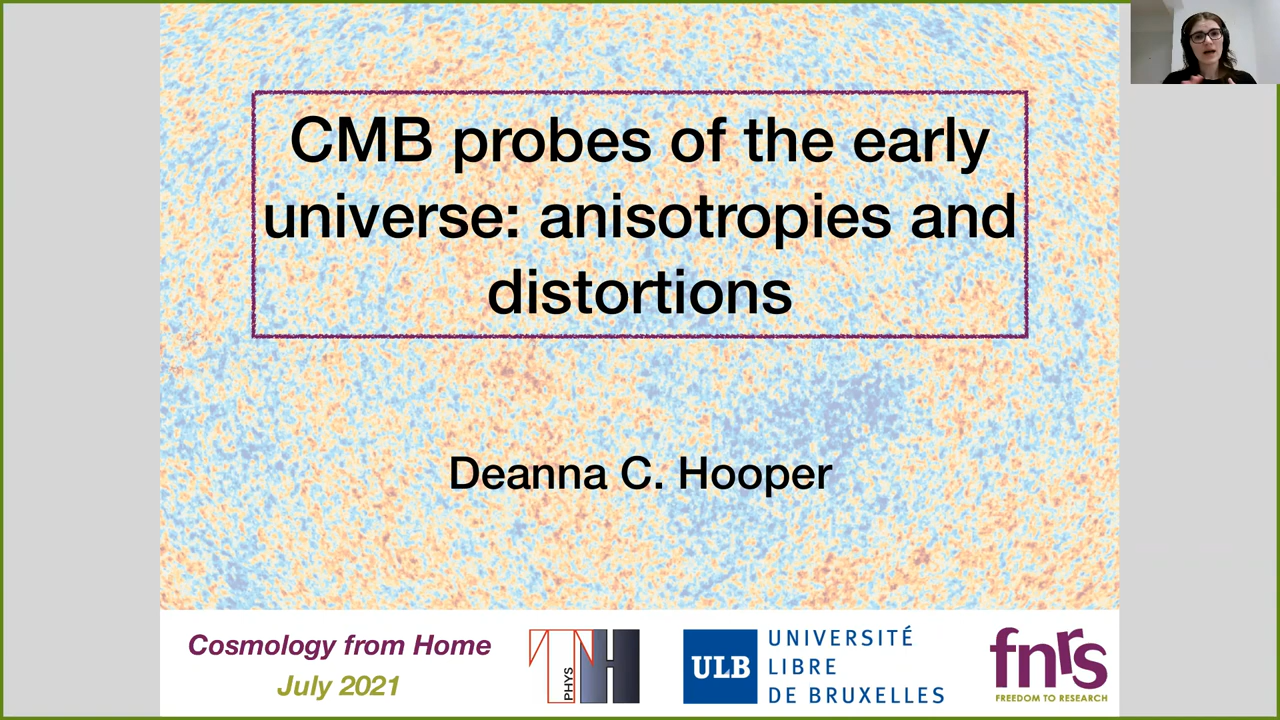 CMB probes of the early
universe: anisotropies and
distortions
Deanna C. Hooper
Cosmology from Home
July 2021
TH
PHYS
ULB
UNIVERSITÉ
LIBRE
DE BRUXELLES
fnrs
FREEDOM TO RESEARCH